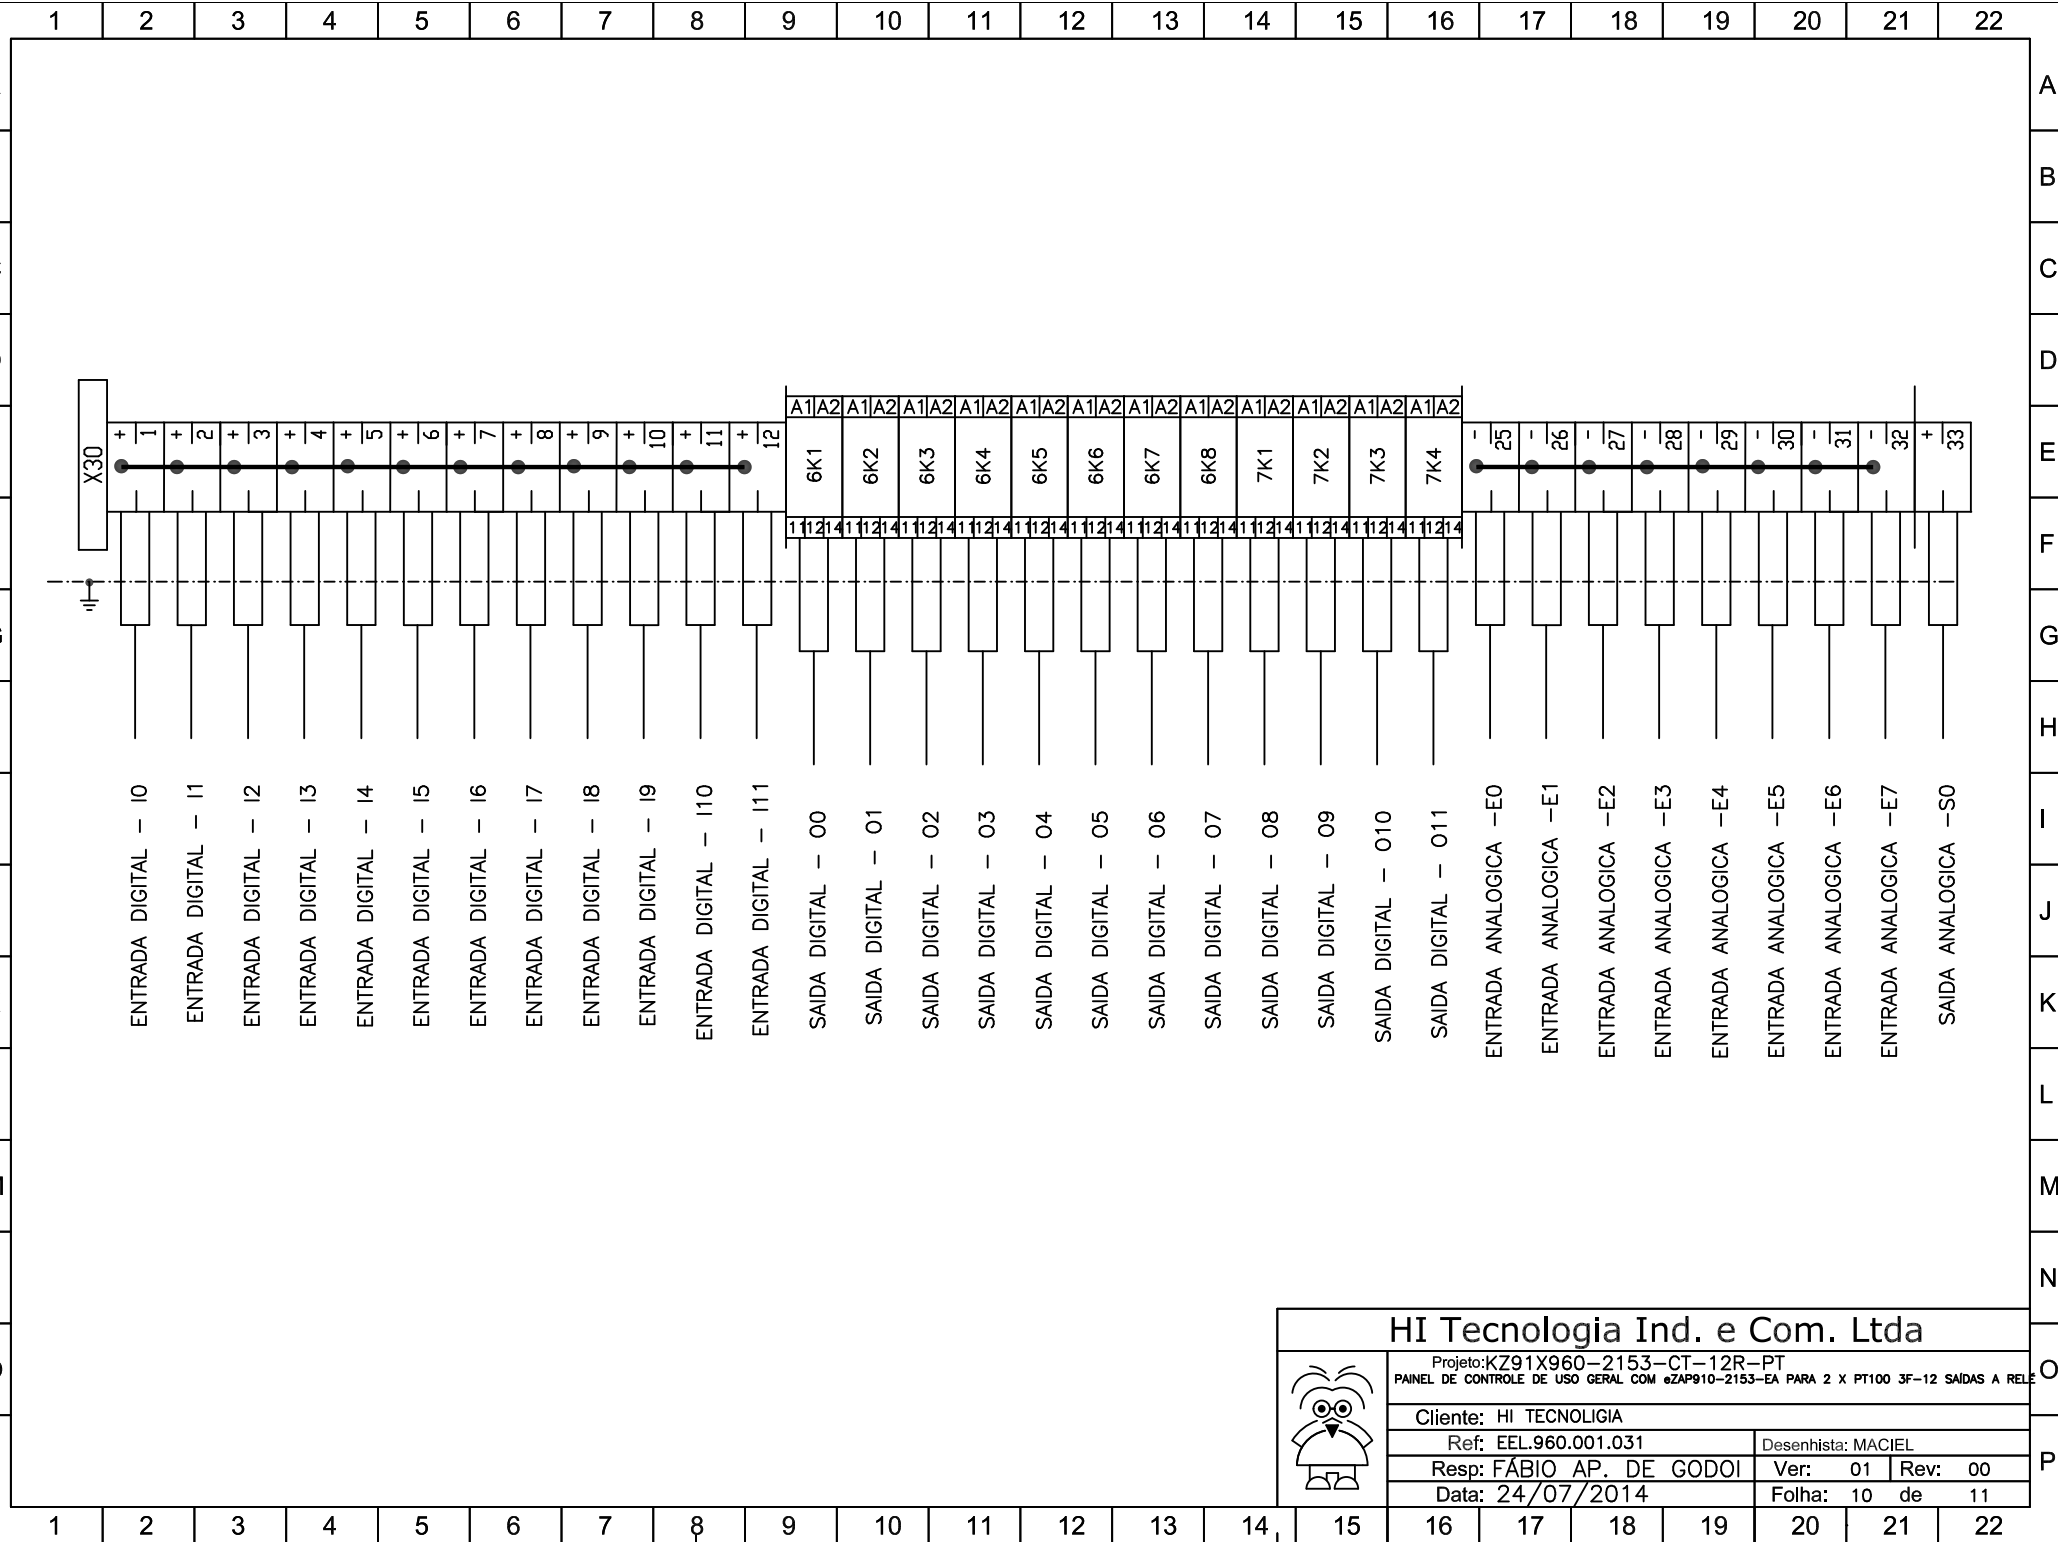 1 2 3 4 5 6 7 8 9 10 11 12 13 14 15 16 17 18 19 20 21 22
A
B
C
D
E
F
G
H
I
J
K
L
M
N
O
P
X30
+ 1 + 2 + 3 + 4 + 5 + 6 + 7 + 8 + 9 + 10 + 11 + 12
A1 A2 A1 A2 A1 A2 A1 A2 A1 A2 A1 A2 A1 A2 A1 A2 A1 A2 A1 A2 A1 A2 A1 A2
6K1 6K2 6K3 6K4 6K5 6K6 6K7 6K8 7K1 7K2 7K3 7K4
11 12 14 11 12 14 11 12 14 11 12 14 11 12 14 11 12 14 11 12 14 11 12 14 11 12 14 11 12 14 11 12 14 11 12 14
- 25 - 26 - 27 - 28 - 29 - 30 - 31 - 32 + 33
ENTRADA DIGITAL - I0
ENTRADA DIGITAL - I1
ENTRADA DIGITAL - I2
ENTRADA DIGITAL - I3
ENTRADA DIGITAL - I4
ENTRADA DIGITAL - I5
ENTRADA DIGITAL - I6
ENTRADA DIGITAL - I7
ENTRADA DIGITAL - I8
ENTRADA DIGITAL - I9
ENTRADA DIGITAL - I10
ENTRADA DIGITAL - I11
SAIDA DIGITAL - O0
SAIDA DIGITAL - O1
SAIDA DIGITAL - O2
SAIDA DIGITAL - O3
SAIDA DIGITAL - O4
SAIDA DIGITAL - O5
SAIDA DIGITAL - O6
SAIDA DIGITAL - O7
SAIDA DIGITAL - O8
SAIDA DIGITAL - O9
SAIDA DIGITAL - O10
SAIDA DIGITAL - O11
ENTRADA ANALOGICA -E0
ENTRADA ANALOGICA -E1
ENTRADA ANALOGICA -E2
ENTRADA ANALOGICA -E3
ENTRADA ANALOGICA -E4
ENTRADA ANALOGICA -E5
ENTRADA ANALOGICA -E6
ENTRADA ANALOGICA -E7
SAIDA ANALOGICA -S0
HI Tecnologia Ind. e Com. Ltda
Projeto:KZ91X960-2153-CT-12R-PT
PAINEL DE CONTROLE DE USO GERAL COM eZAP910-2153-EA PARA 2 X PT100 3F-12 SAÍDAS A RELÉ
Cliente: HI TECNOLIGIA
Ref: EEL.960.001.031 Desenhista: MACIEL
Resp: FÁBIO AP. DE GODOI Ver: 01 Rev: 00
Data: 24/07/2014 Folha: 10 de 11
1 2 3 4 5 6 7 8 9 10 11 12 13 14 15 16 17 18 19 20 21 22